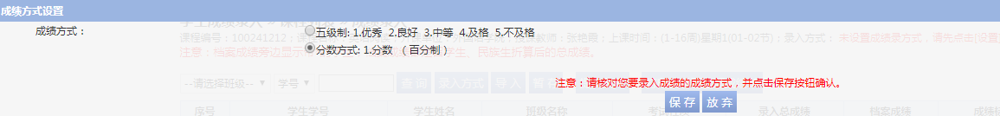 成绩方式设置
成绩方式：
五级制: 1.优秀 2.良好 3.中等 4.及格 5.不及格
课程编号：100241212；
教师：张艳霞；上课时间：(1-16周)星期1(01-02节)；录入方式： 未设置成绩录方式，请先点击[设置
分数方式: 1.分数 （百分制）
注意：档案成绩旁边显示
学生、民族生折算后的总成绩。
--请选择班级-- 学号 查 询 录入方式 导 入
注意：请核对您要录入成绩的成绩方式，并点击保存按钮确认。
保 存 放 弃
序号 学生学号 学生姓名 班级名称 录入总成绩 档案成绩